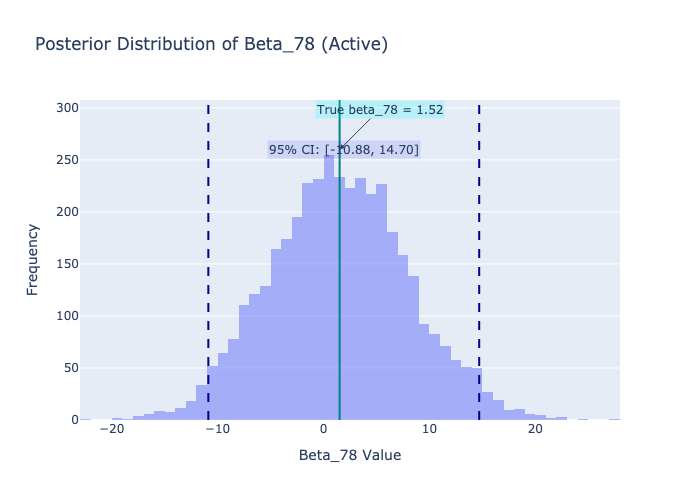 Posterior Distribution of Beta_78 (Active)
True beta_78 = 1.52
95% CI: [-10.88, 14.70]
300
250
200
150
100
50
0
Frequency
−20
−10
0
10
20
Beta_78 Value